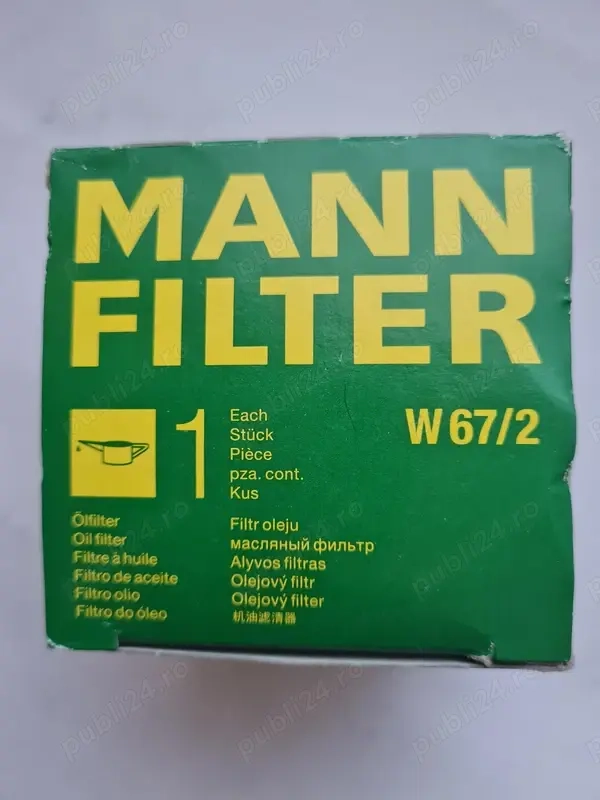 MANN
FILTER
1
Each
Stück
Pièce
pza. cont.
Kus
W 67/2
Ölfilter
Oil filter
Filtre à huile
Filtro de aceite
Filtro olio
Filtro do óleo
Filtr oleju
масляный фильтр
Alyvos filtras
Olejový filtr
Olejový filter
机油滤清器
publi24.ro